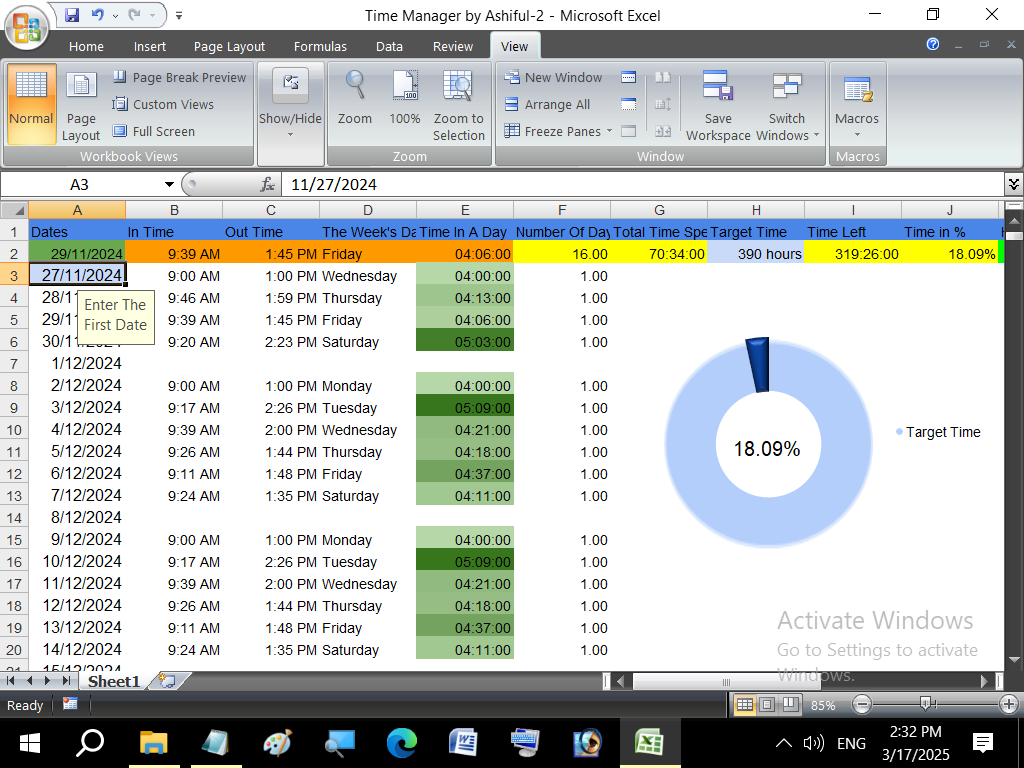 Time Manager by Ashiful-2 - Microsoft Excel
Home Insert Page Layout Formulas Data Review View
Normal Page Layout Page Break Preview Custom Views Full Screen Show/Hide Zoom 100% Zoom to Selection New Window Arrange All Freeze Panes Save Workspace Switch Windows Macros
Workbook Views Zoom Window Macros
A3 fx 11/27/2024
A B C D E F G H I J
1 Dates In Time Out Time The Week's Da Time In A Day Number Of Day Total Time Spe Target Time Time Left Time in %
2 29/11/2024 9:39 AM 1:45 PM Friday 04:06:00 16.00 70:34:00 390 hours 319:26:00 18.09%
3 27/11/2024 9:00 AM 1:00 PM Wednesday 04:00:00 1.00
4 28/11 9:46 AM 1:59 PM Thursday 04:13:00 1.00
5 29/11 9:39 AM 1:45 PM Friday 04:06:00 1.00
6 30/11/2024 9:20 AM 2:23 PM Saturday 05:03:00 1.00
Enter The
First Date
7 1/12/2024
8 2/12/2024 9:00 AM 1:00 PM Monday 04:00:00 1.00
9 3/12/2024 9:17 AM 2:26 PM Tuesday 05:09:00 1.00
10 4/12/2024 9:39 AM 2:00 PM Wednesday 04:21:00 1.00
11 5/12/2024 9:26 AM 1:44 PM Thursday 04:18:00 1.00
12 6/12/2024 9:11 AM 1:48 PM Friday 04:37:00 1.00
13 7/12/2024 9:24 AM 1:35 PM Saturday 04:11:00 1.00
14 8/12/2024
15 9/12/2024 9:00 AM 1:00 PM Monday 04:00:00 1.00
16 10/12/2024 9:17 AM 2:26 PM Tuesday 05:09:00 1.00
17 11/12/2024 9:39 AM 2:00 PM Wednesday 04:21:00 1.00
18 12/12/2024 9:26 AM 1:44 PM Thursday 04:18:00 1.00
19 13/12/2024 9:11 AM 1:48 PM Friday 04:37:00 1.00
20 14/12/2024 9:24 AM 1:35 PM Saturday 04:11:00 1.00
18.09%
Target Time
Activate Windows
Go to Settings to activate
Windows.
Sheet1
Ready 85%
ENG 2:32 PM
3/17/2025